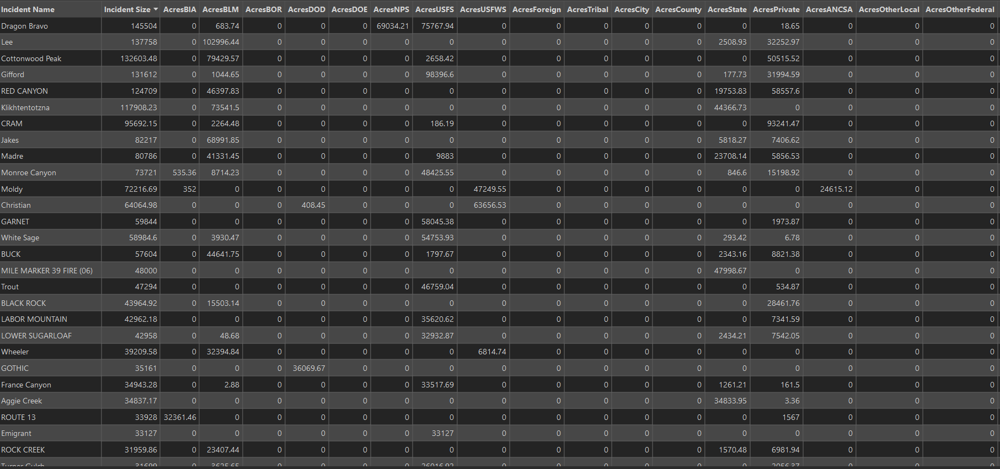 Incident Name Incident Size AcresBIA AcresBLM AcresBOR AcresDOD AcresDOE AcresNPS AcresUSFS AcresUSFWS AcresForeign AcresTribal AcresCity AcresCounty AcresState AcresPrivate AcresANCSA AcresOtherLocal AcresOtherFederal
Dragon Bravo 145504 0 683.74 0 0 0 69034.21 75767.94 0 0 0 0 0 0 18.65 0 0 0
Lee 137758 0 102996.44 0 0 0 0 0 0 0 0 0 0 2508.93 32252.97 0 0 0
Cottonwood Peak 132603.48 0 79429.57 0 0 0 0 2658.42 0 0 0 0 0 0 50515.52 0 0 0
Gifford 131612 0 1044.65 0 0 0 0 98396.6 0 0 0 0 0 177.73 31994.59 0 0 0
RED CANYON 124709 0 46397.83 0 0 0 0 0 0 0 0 0 0 19753.83 58557.6 0 0 0
Klikhtentotzna 117908.23 0 73541.5 0 0 0 0 0 0 0 0 0 0 44366.73 0 0 0 0
CRAM 95692.15 0 2264.48 0 0 0 0 186.19 0 0 0 0 0 0 93241.47 0 0 0
Jakes 82217 0 68991.85 0 0 0 0 0 0 0 0 0 0 5818.27 7406.62 0 0 0
Madre 80786 0 41331.45 0 0 0 0 9883 0 0 0 0 0 23708.14 5856.53 0 0 0
Monroe Canyon 73721 535.36 8714.23 0 0 0 0 48425.55 0 0 0 0 0 846.6 15198.92 0 0 0
Moldy 72216.69 352 0 0 0 0 0 0 47249.55 0 0 0 0 0 0 24615.12 0 0
Christian 64064.98 0 0 0 408.45 0 0 0 63656.53 0 0 0 0 0 0 0 0 0
GARNET 59844 0 0 0 0 0 0 58045.38 0 0 0 0 0 0 1973.87 0 0 0
White Sage 58984.6 0 3930.47 0 0 0 0 54753.93 0 0 0 0 0 293.42 6.78 0 0 0
BUCK 57604 0 44641.75 0 0 0 0 1797.67 0 0 0 0 0 2343.16 8821.38 0 0 0
MILE MARKER 39 FIRE (06) 48000 0 0 0 0 0 0 0 0 0 0 0 0 47998.67 0 0 0 0
Trout 47294 0 0 0 0 0 0 46759.04 0 0 0 0 0 0 534.87 0 0 0
BLACK ROCK 43964.92 0 15503.14 0 0 0 0 0 0 0 0 0 0 0 28461.76 0 0 0
LABOR MOUNTAIN 42962.18 0 0 0 0 0 0 35620.62 0 0 0 0 0 0 7341.59 0 0 0
LOWER SUGARLOAF 42958 0 48.68 0 0 0 0 32932.87 0 0 0 0 0 2434.21 7542.05 0 0 0
Wheeler 39209.58 0 32394.84 0 0 0 0 0 6814.74 0 0 0 0 0 0 0 0 0
GOTHIC 35161 0 0 0 36069.67 0 0 0 0 0 0 0 0 0 0 0 0 0
France Canyon 34943.28 0 2.88 0 0 0 0 33517.69 0 0 0 0 0 1261.21 161.5 0 0 0
Aggie Creek 34837.17 0 0 0 0 0 0 0 0 0 0 0 0 34833.95 3.36 0 0 0
ROUTE 13 33928 32361.46 0 0 0 0 0 0 0 0 0 0 0 0 1567 0 0 0
Emigrant 33127 0 0 0 0 0 0 33127 0 0 0 0 0 0 0 0 0 0
ROCK CREEK 31959.86 0 23407.44 0 0 0 0 0 0 0 0 0 0 1570.48 6981.94 0 0 0